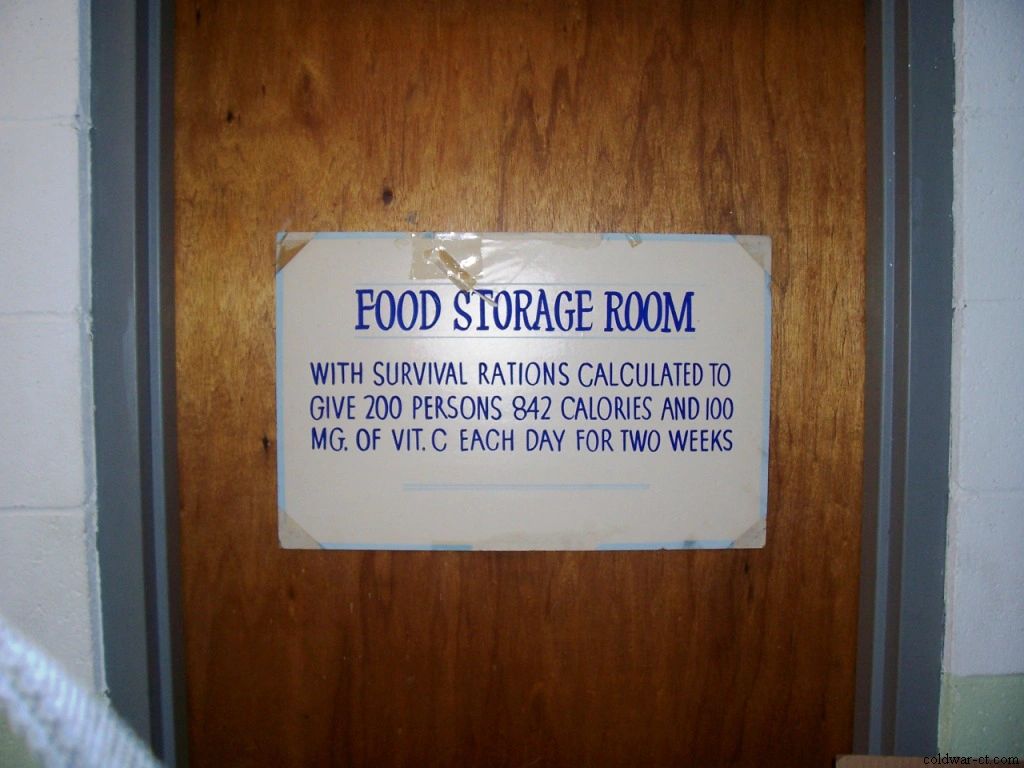 FOOD STORAGE ROOM
WITH SURVIVAL RATIONS CALCULATED TO
GIVE 200 PERSONS 842 CALORIES AND 100
MG. OF VIT. C EACH DAY FOR TWO WEEKS
coldwar-ct.com